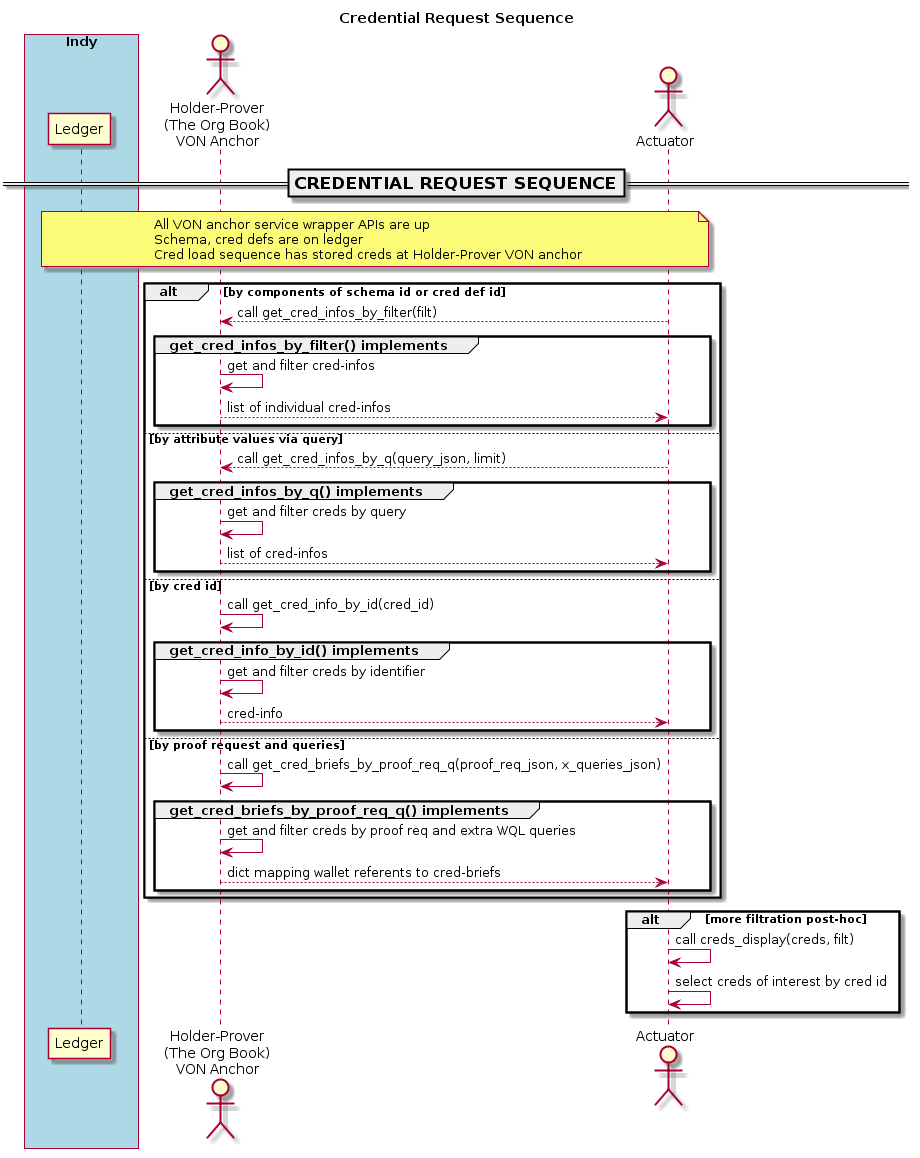 Credential Request Sequence
Indy
Ledger
Holder-Prover
(The Org Book)
VON Anchor
Actuator
CREDENTIAL REQUEST SEQUENCE
All VON anchor service wrapper APIs are up
Schema, cred defs are on ledger
Cred load sequence has stored creds at Holder-Prover VON anchor
alt [by components of schema id or cred def id]
call get_cred_infos_by_filter(filt)
get_cred_infos_by_filter() implements
get and filter cred-infos
list of individual cred-infos
[by attribute values via query]
call get_cred_infos_by_q(query_json, limit)
get_cred_infos_by_q() implements
get and filter creds by query
list of cred-infos
[by cred id]
call get_cred_info_by_id(cred_id)
get_cred_info_by_id() implements
get and filter creds by identifier
cred-info
[by proof request and queries]
call get_cred_briefs_by_proof_req_q(proof_req_json, x_queries_json)
get_cred_briefs_by_proof_req_q() implements
get and filter creds by proof req and extra WQL queries
dict mapping wallet referents to cred-briefs
alt [more filtration post-hoc]
call creds_display(creds, filt)
select creds of interest by cred id
Ledger
Holder-Prover
(The Org Book)
VON Anchor
Actuator